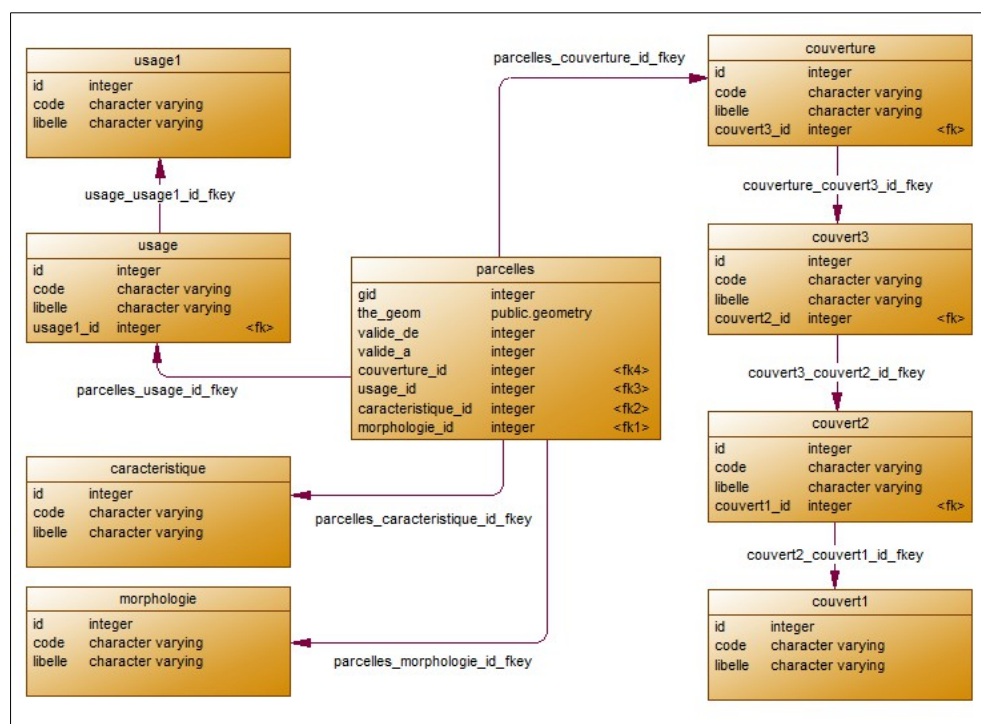 usage1
id integer
code character varying
libelle character varying
usage_usage1_id_fkey
usage
id integer
code character varying
libelle character varying
usage1_id integer <fk>
parcelles_usage_id_fkey
caracteristique
id integer
code character varying
libelle character varying
morphologie
id integer
code character varying
libelle character varying
parcelles_couverture_id_fkey
parcelles
gid integer
the_geom public.geometry
valide_de integer
valide_a integer
couverture_id integer <fk4>
usage_id integer <fk3>
caracteristique_id integer <fk2>
morphologie_id integer <fk1>
parcelles_caracteristique_id_fkey
parcelles_morphologie_id_fkey
couverture
id integer
code character varying
libelle character varying
couvert3_id integer <fk>
couverture_couvert3_id_fkey
couvert3
id integer
code character varying
libelle character varying
couvert2_id integer <fk>
couvert3_couvert2_id_fkey
couvert2
id integer
code character varying
libelle character varying
couvert1_id integer <fk>
couvert2_couvert1_id_fkey
couvert1
id integer
code character varying
libelle character varying